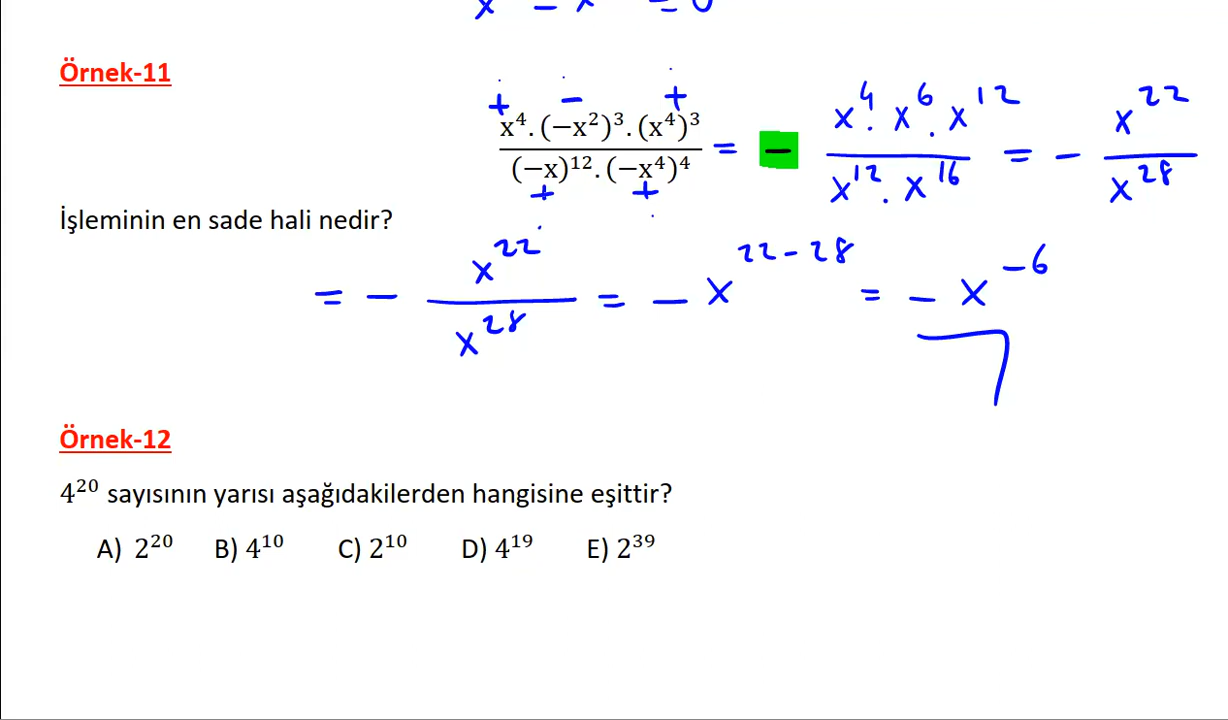 x - x = 0
Örnek-11
+ - +
x⁴.(−x²)³.(x⁴)³ / (−x)¹².(−x⁴)⁴ = - x⁴.x⁶.x¹² / x¹².x¹⁶ = - x²² / x²⁸
+ +
İşleminin en sade hali nedir?
= - x²² / x²⁸ = - x²²⁻²⁸ = - x⁻⁶
Örnek-12
4²⁰ sayısının yarısı aşağıdakilerden hangisine eşittir?
A) 2²⁰ B) 4¹⁰ C) 2¹⁰ D) 4¹⁹ E) 2³⁹